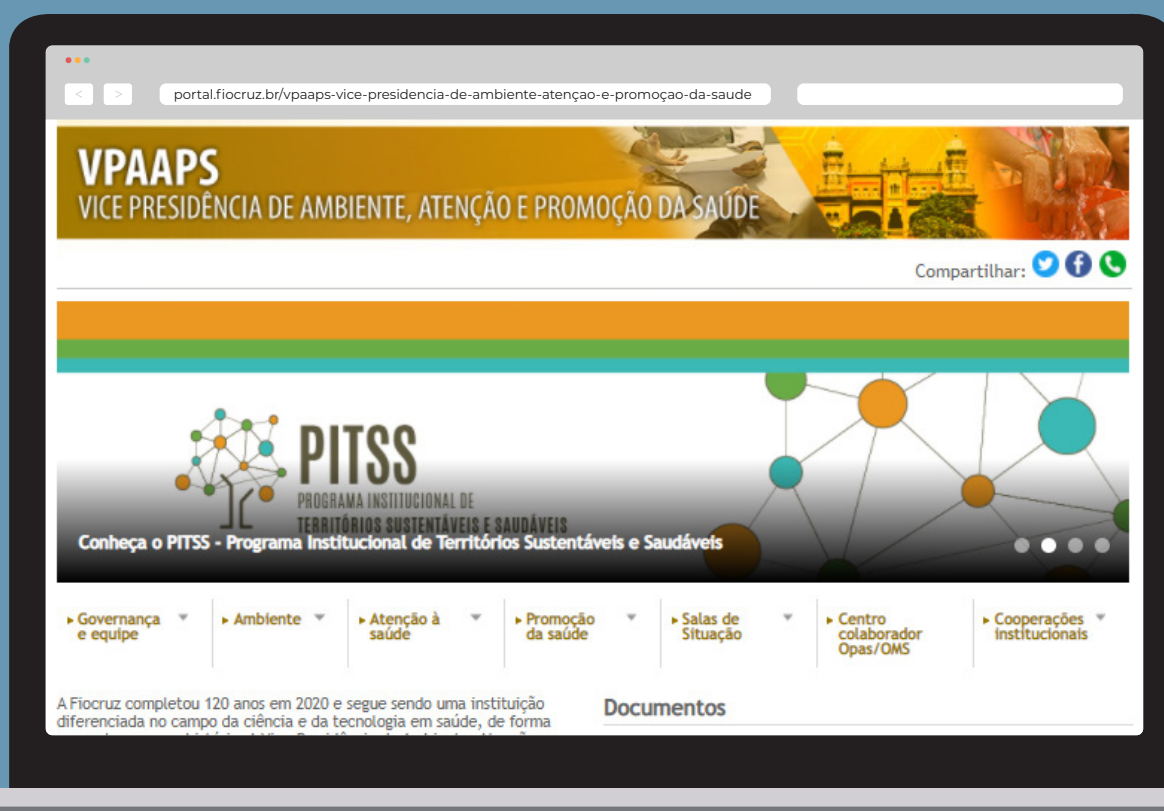 < > portal.fiocruz.br/vpaaps-vice-presidencia-de-ambiente-atençao-e-promoçao-da-saude
VPAAPS
VICE PRESIDÊNCIA DE AMBIENTE, ATENÇÃO E PROMOÇÃO DA SAÚDE
Compartilhar:
PITSS
PROGRAMA INSTITUCIONAL DE
TERRITÓRIOS SUSTENTÁVEIS E SAUDÁVEIS
Conheça o PITSS - Programa Institucional de Territórios Sustentáveis e Saudáveis
Governança
e equipe
Ambiente
Atenção à
saúde
Promoção
da saúde
Salas de
Situação
Centro
colaborador
Opas/OMS
Cooperações
institucionais
A Fiocruz completou 120 anos em 2020 e segue sendo uma instituição
diferenciada no campo da ciência e da tecnologia em saúde, de forma
Documentos